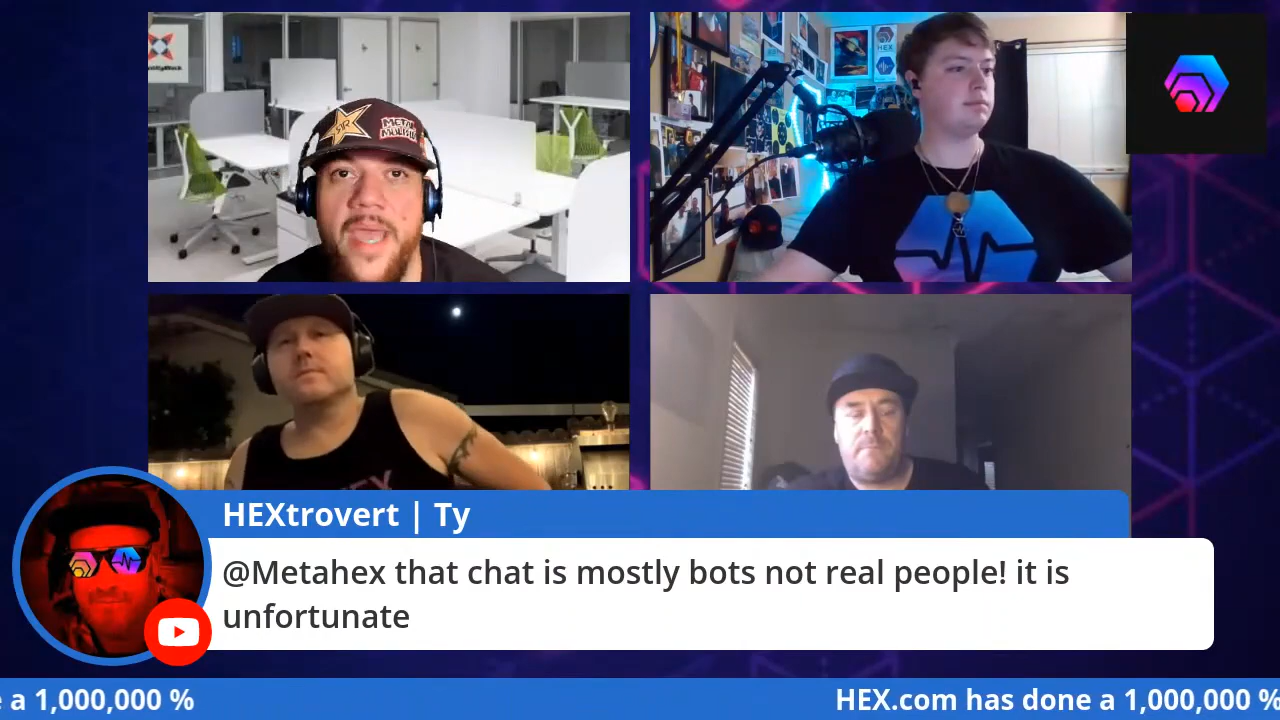 HEX
HEXtrovert | Ty
@Metahex that chat is mostly bots not real people! it is
unfortunate
a 1,000,000 %
HEX.com has done a 1,000,000 %